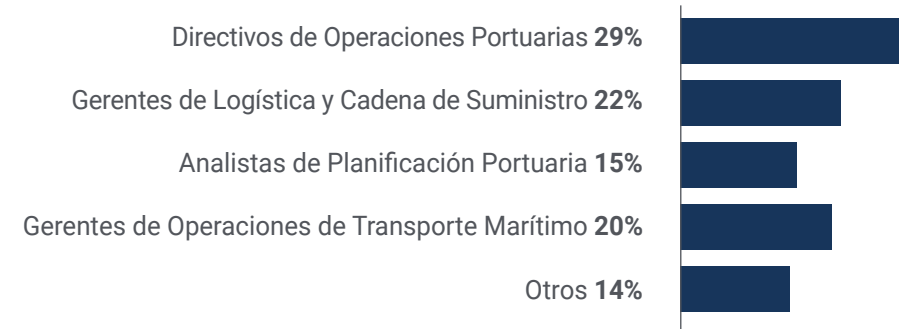 Directivos de Operaciones Portuarias 29%
Gerentes de Logística y Cadena de Suministro 22%
Analistas de Planificación Portuaria 15%
Gerentes de Operaciones de Transporte Marítimo 20%
Otros 14%